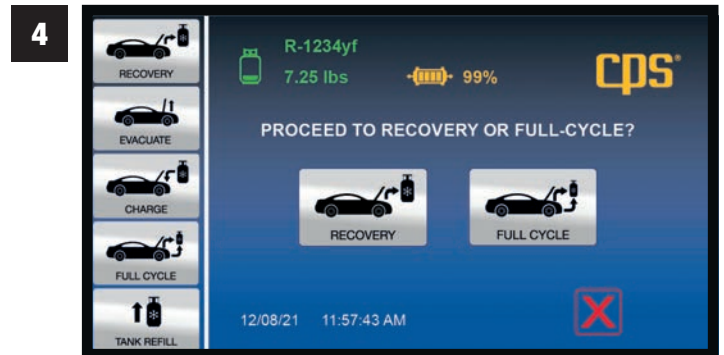 4
RECOVERY
EVACUATE
CHARGE
FULL CYCLE
TANK REFILL
R-1234yf
7.25 lbs
99%
CPS®
PROCEED TO RECOVERY OR FULL-CYCLE?
RECOVERY
FULL CYCLE
12/08/21 11:57:43 AM